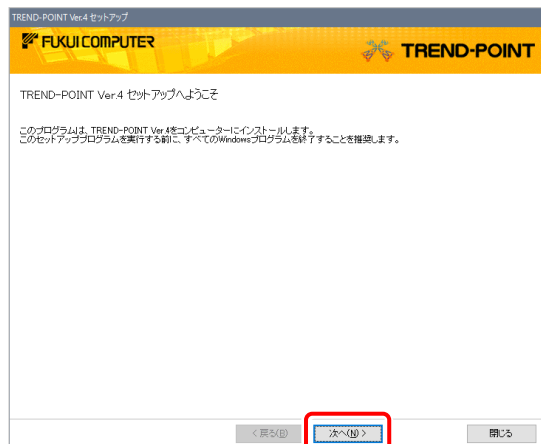 TREND-POINT Ver.4 セットアップ
FUKUI COMPUTER
TREND-POINT
TREND-POINT Ver.4 セットアップへようこそ
このプログラムは、TREND-POINT Ver.4をコンピューターにインストールします。
このセットアッププログラムを実行する前に、すべてのWindowsプログラムを終了することを推奨します。
< 戻る(B)
次へ(N) >
閉じる